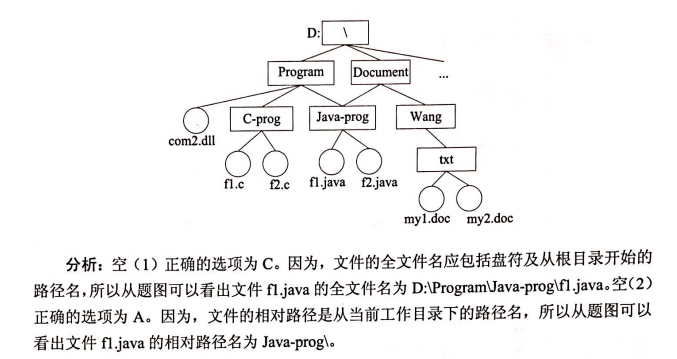 D: \
Program Document ...
C-prog Java-prog Wang
com2.dll
txt
f1.c f2.c f1.java f2.java
my1.doc my2.doc
分析：空（1）正确的选项为 C。因为，文件的全文件名应包括盘符及从根目录开始的
路径名，所以从题图可以看出文件 f1.java 的全文件名为 D:\Program\Java-prog\f1.java。空（2）
正确的选项为 A。因为，文件的相对路径是从当前工作目录下的路径名，所以从题图可以
看出文件 f1.java 的相对路径名为 Java-prog\。